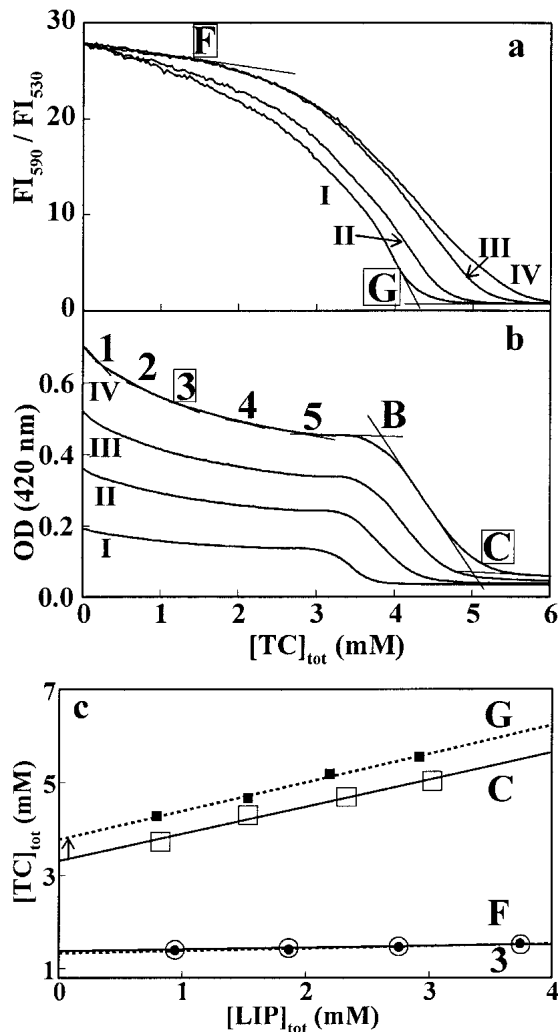 30
20
10
0
FI₅₉₀ / FI₅₃₀
F
a
I
II
III
IV
G
0.6
0.4
0.2
0.0
OD (420 nm)
b
1
2
3
4
5
B
C
IV
III
II
I
0 1 2 3 4 5 6
[TC]tot (mM)
7
5
3
1
[TC]tot (mM)
c
G
C
F
3
0 1 2 3 4
[LIP]tot (mM)